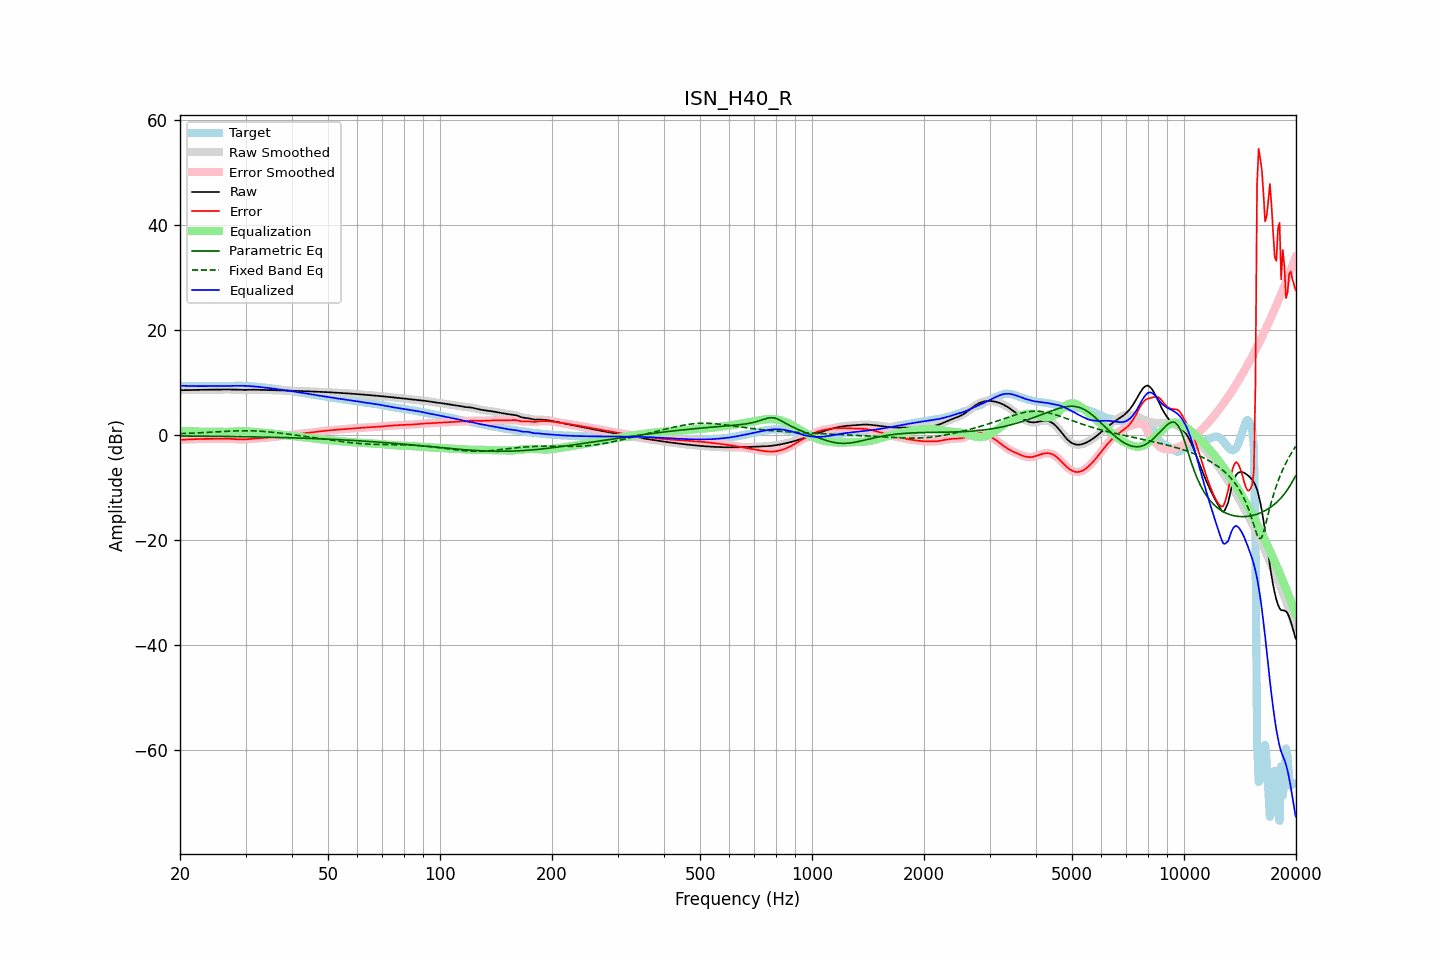 ISN_H40_R
60
40
20
0
−20
−40
−60
Amplitude (dBr)
Target
Raw Smoothed
Error Smoothed
Raw
Error
Equalization
Parametric Eq
Fixed Band Eq
Equalized
20 50 100 200 500 1000 2000 5000 10000 20000
Frequency (Hz)